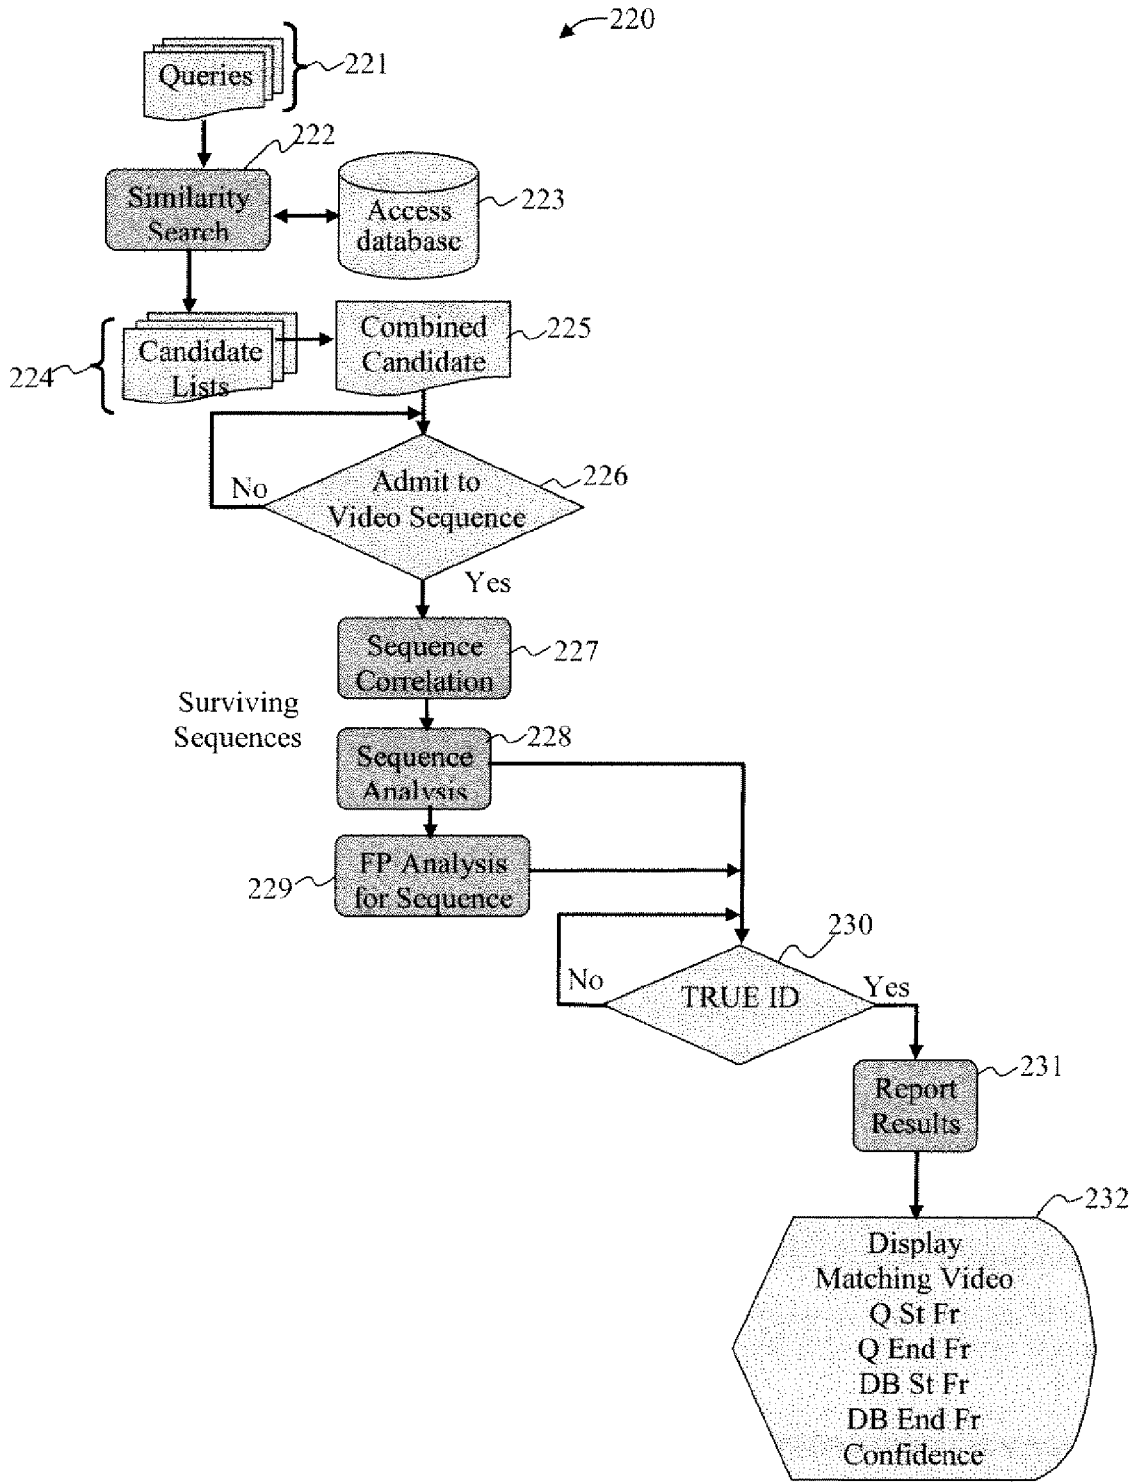 220
Queries
221
222
Similarity
Search
Access
database
223
224
Candidate
Lists
Combined
Candidate
225
Admit to
Video Sequence
226
No
Yes
Sequence
Correlation
227
Surviving
Sequences
Sequence
Analysis
228
FP Analysis
for Sequence
229
TRUE ID
230
No
Yes
Report
Results
231
232
Display
Matching Video
Q St Fr
Q End Fr
DB St Fr
DB End Fr
Confidence